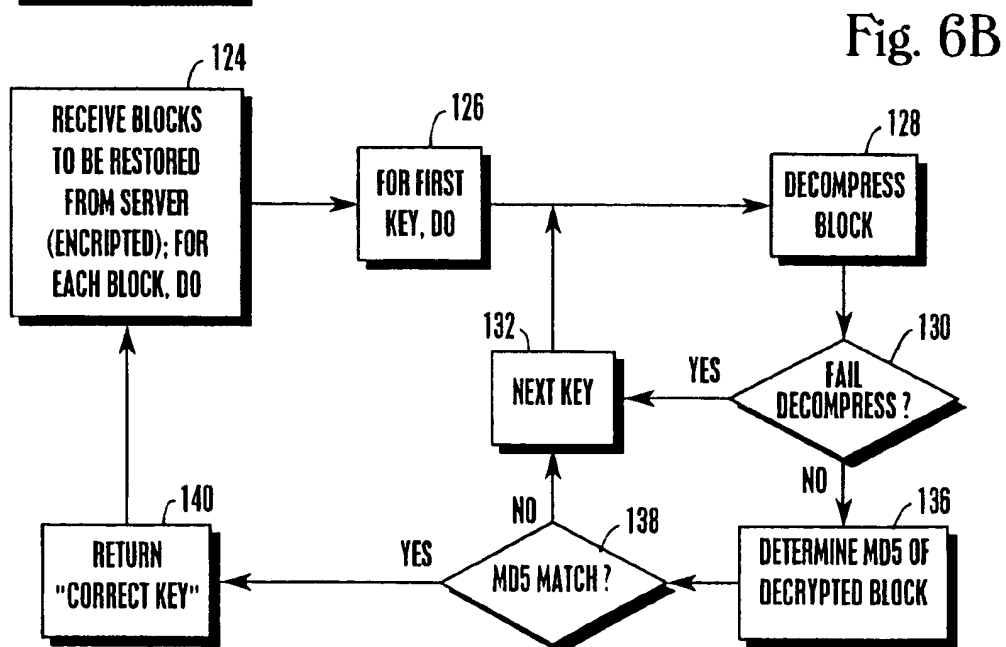 Fig. 6B
124
RECEIVE BLOCKS
TO BE RESTORED
FROM SERVER
(ENCRIPTED); FOR
EACH BLOCK, DO
126
FOR FIRST
KEY, DO
128
DECOMPRESS
BLOCK
130
FAIL
DECOMPRESS ?
YES
NO
132
NEXT KEY
136
DETERMINE MD5 OF
DECRYPTED BLOCK
138
MD5 MATCH ?
NO
YES
140
RETURN
"CORRECT KEY"